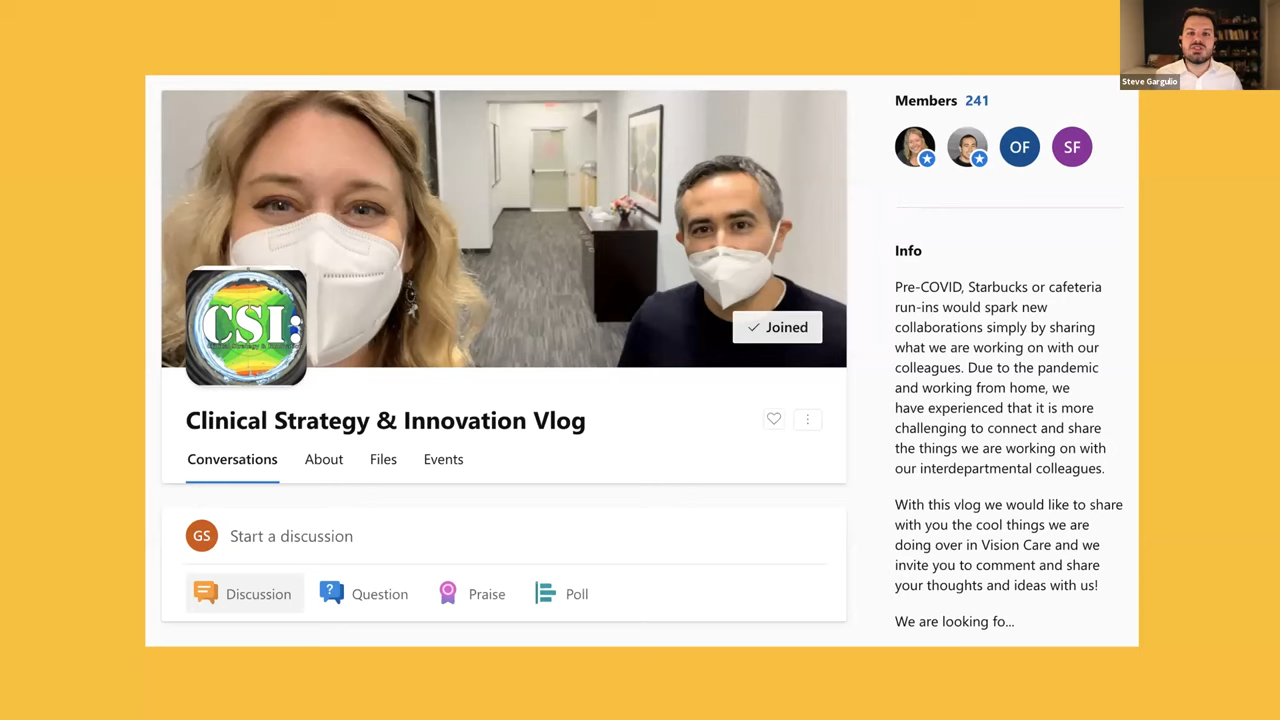 Steve Gargulio
Members 241
OF
SF
CSI:
Joined
Clinical Strategy & Innovation Vlog
Conversations
About
Files
Events
GS
Start a discussion
Discussion
Question
Praise
Poll
Info
Pre-COVID, Starbucks or cafeteria
run-ins would spark new
collaborations simply by sharing
what we are working on with our
colleagues. Due to the pandemic
and working from home, we
have experienced that it is more
challenging to connect and share
the things we are working on with
our interdepartmental colleagues.
With this vlog we would like to share
with you the cool things we are
doing over in Vision Care and we
invite you to comment and share
your thoughts and ideas with us!
We are looking fo...